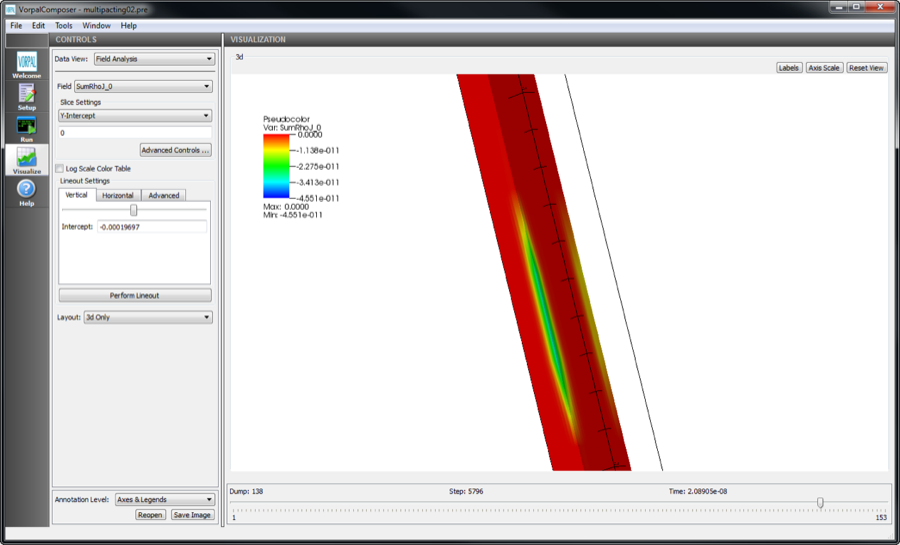 VorpalComposer - multipacting02.pre
File Edit Tools Window Help
CONTROLS
VISUALIZATION
VORPAL
Welcome
Setup
Run
Visualize
Help
Data View: Field Analysis
Field SumRhoJ_0
Slice Settings
Y-Intercept
0
Advanced Controls ...
Log Scale Color Table
Lineout Settings
Vertical Horizontal Advanced
Intercept: -0.00019697
Perform Lineout
Layout: 3d Only
Annotation Level: Axes & Legends
Reopen Save Image
3d
Labels Axis Scale Reset View
Pseudocolor
Var: SumRhoJ_0
0.0000
-1.138e-011
-2.275e-011
-3.413e-011
-4.551e-011
Max: 0.0000
Min: -4.551e-011
Dump: 138 Step: 5796 Time: 2.08905e-08
1 153